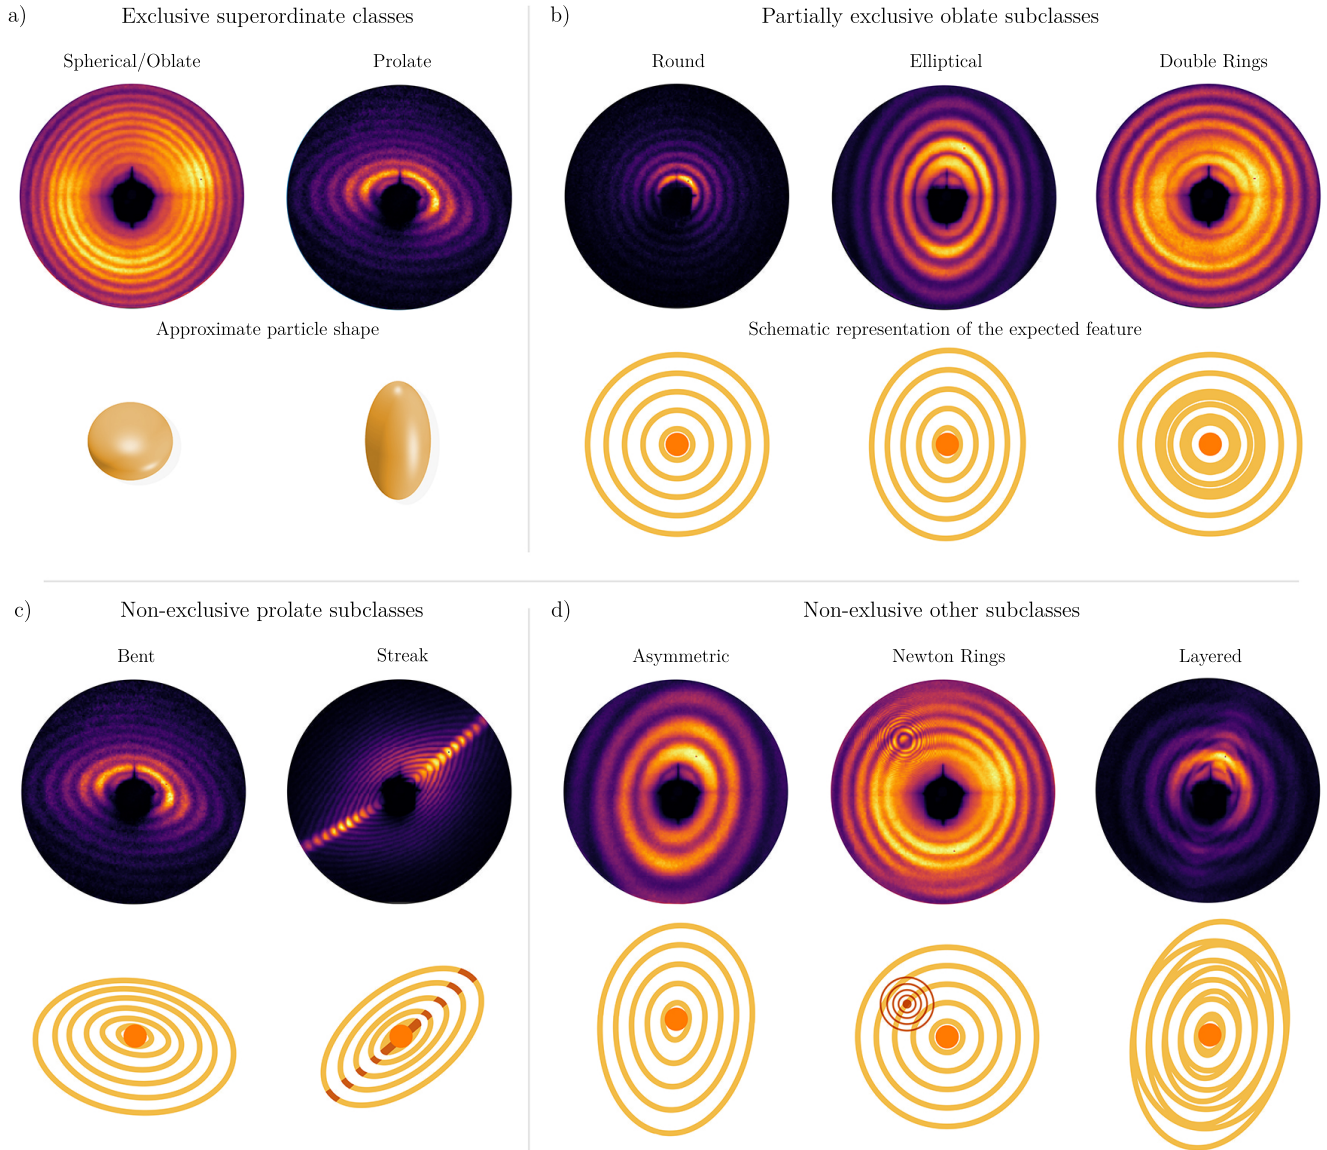 a)
Exclusive superordinate classes
Spherical/Oblate
Prolate
Approximate particle shape
b)
Partially exclusive oblate subclasses
Round
Elliptical
Double Rings
Schematic representation of the expected feature
c)
Non-exclusive prolate subclasses
Bent
Streak
d)
Non-exlusive other subclasses
Asymmetric
Newton Rings
Layered